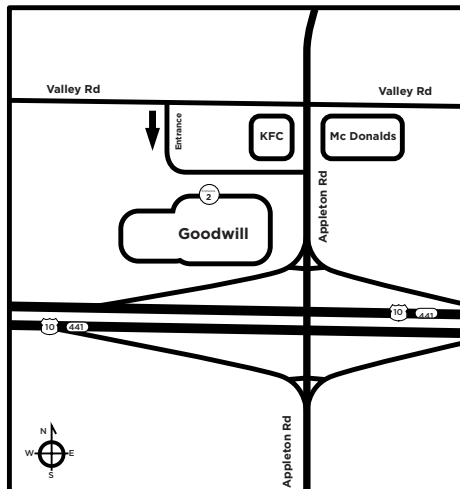 Valley Rd
Valley Rd
Entrance
KFC
Mc Donalds
Appleton Rd
2
Goodwill
10
441
10
441
Appleton Rd
N
W
E
S